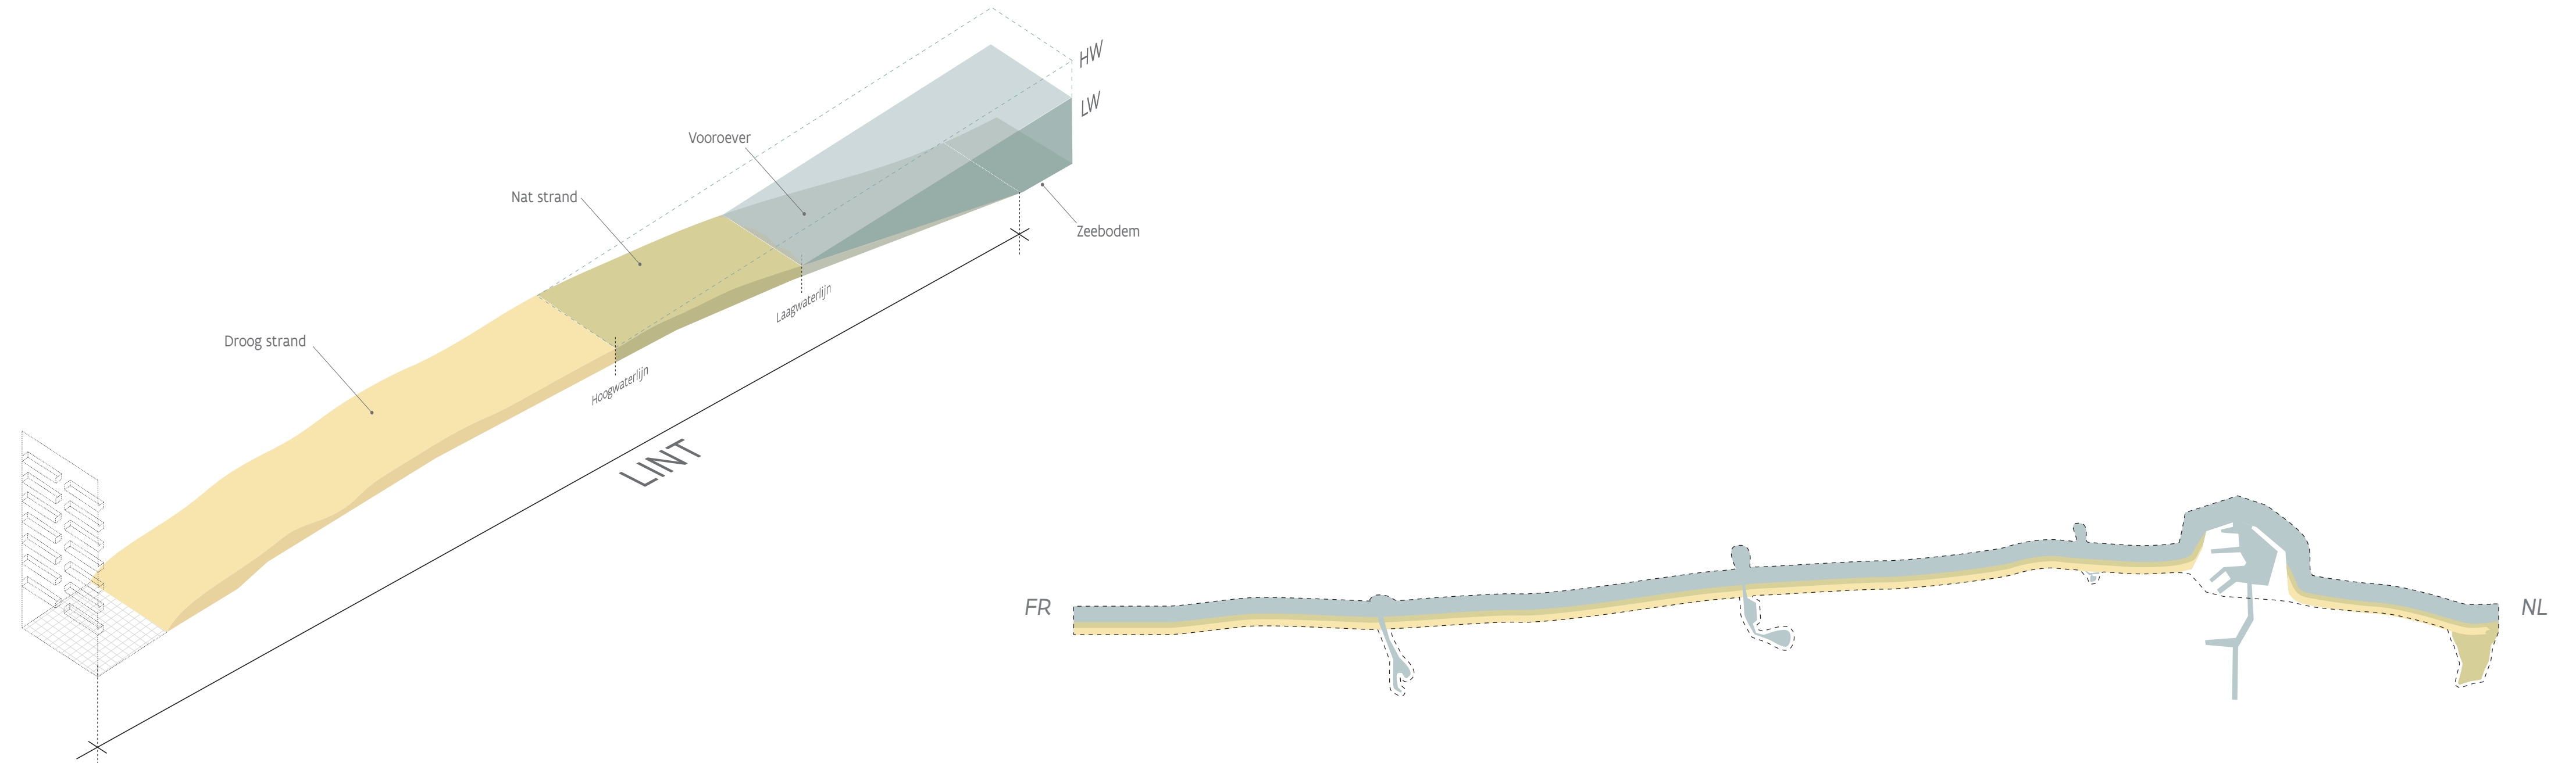 HW
LW
Vooroever
Nat strand
Zeebodem
Laagwaterlijn
Droog strand
Hoogwaterlijn
LINT
FR
NL